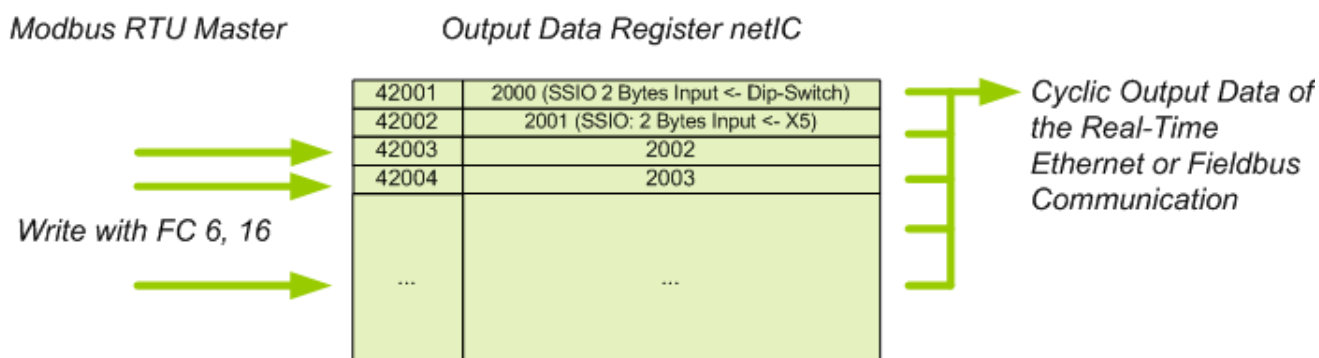 Modbus RTU Master
Output Data Register netIC
42001 2000 (SSIO 2 Bytes Input <- Dip-Switch)
42002 2001 (SSIO: 2 Bytes Input <- X5)
42003 2002
42004 2003
... ...
Write with FC 6, 16
Cyclic Output Data of
the Real-Time
Ethernet or Fieldbus
Communication